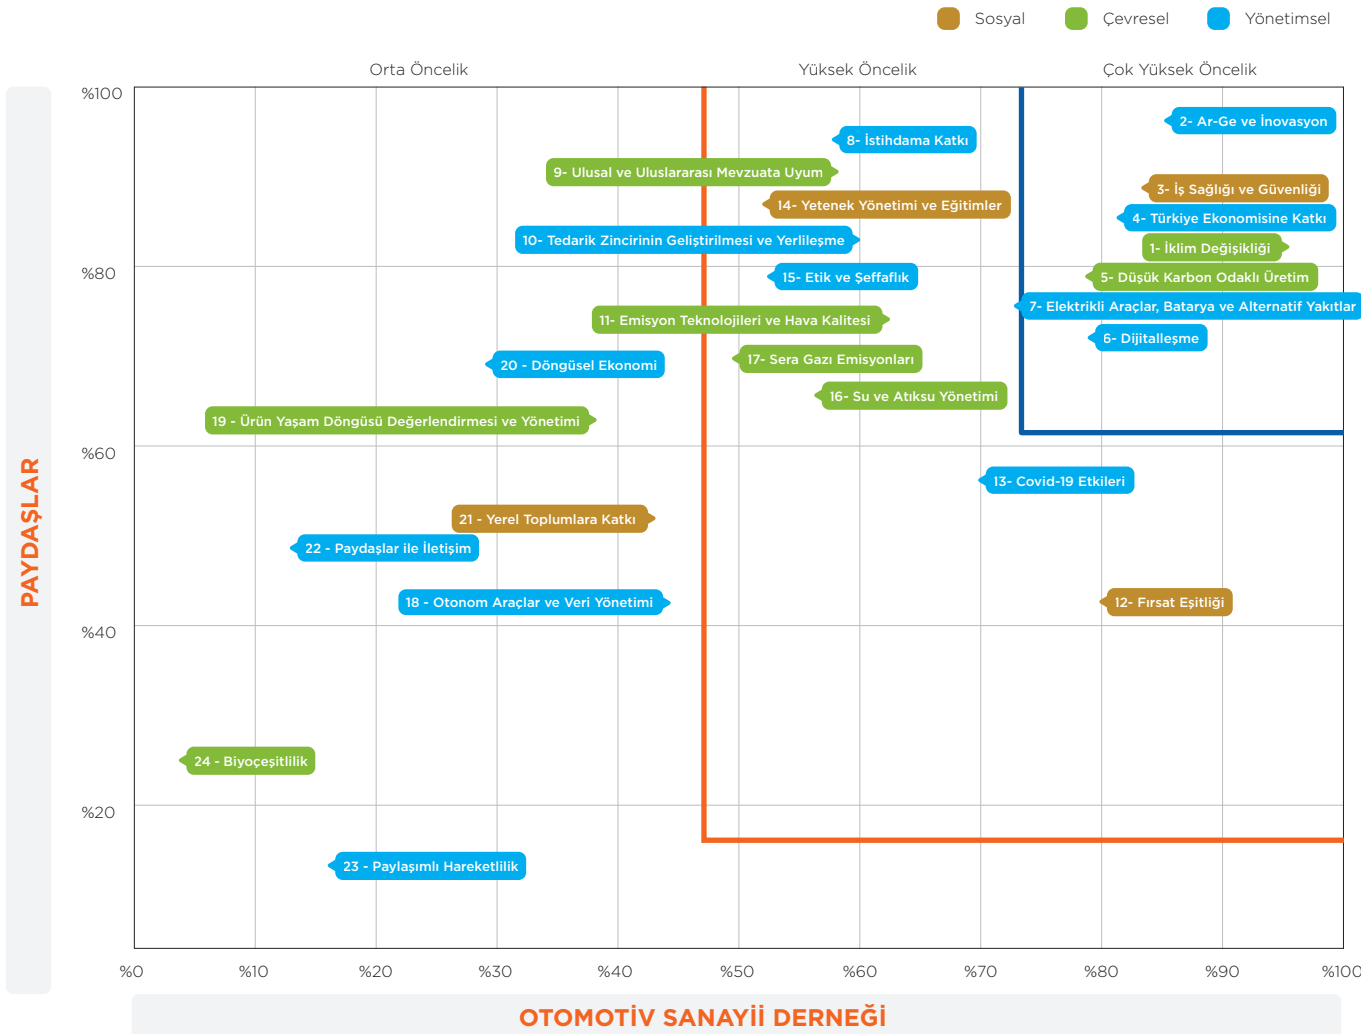 Sosyal
Çevresel
Yönetimsel
Orta Öncelik
Yüksek Öncelik
Çok Yüksek Öncelik
%100
2- Ar-Ge ve İnovasyon
8- İstihdama Katkı
9- Ulusal ve Uluslararası Mevzuata Uyum
3- İş Sağlığı ve Güvenliği
14- Yetenek Yönetimi ve Eğitimler
4- Türkiye Ekonomisine Katkı
10- Tedarik Zincirinin Geliştirilmesi ve Yerlileşme
1- İklim Değişikliği
%80
15- Etik ve Şeffaflık
5- Düşük Karbon Odaklı Üretim
7- Elektrikli Araçlar, Batarya ve Alternatif Yakıtlar
11- Emisyon Teknolojileri ve Hava Kalitesi
6- Dijitalleşme
17- Sera Gazı Emisyonları
20 - Döngüsel Ekonomi
16- Su ve Atıksu Yönetimi
19 - Ürün Yaşam Döngüsü Değerlendirmesi ve Yönetimi
%60
13- Covid-19 Etkileri
21 - Yerel Toplumlara Katkı
22 - Paydaşlar ile İletişim
18 - Otonom Araçlar ve Veri Yönetimi
12- Fırsat Eşitliği
%40
24 - Biyoçeşitlilik
%20
23 - Paylaşımlı Hareketlilik
PAYDAŞLAR
%0
%10
%20
%30
%40
%50
%60
%70
%80
%90
%100
OTOMOTİV SANAYİİ DERNEĞİ